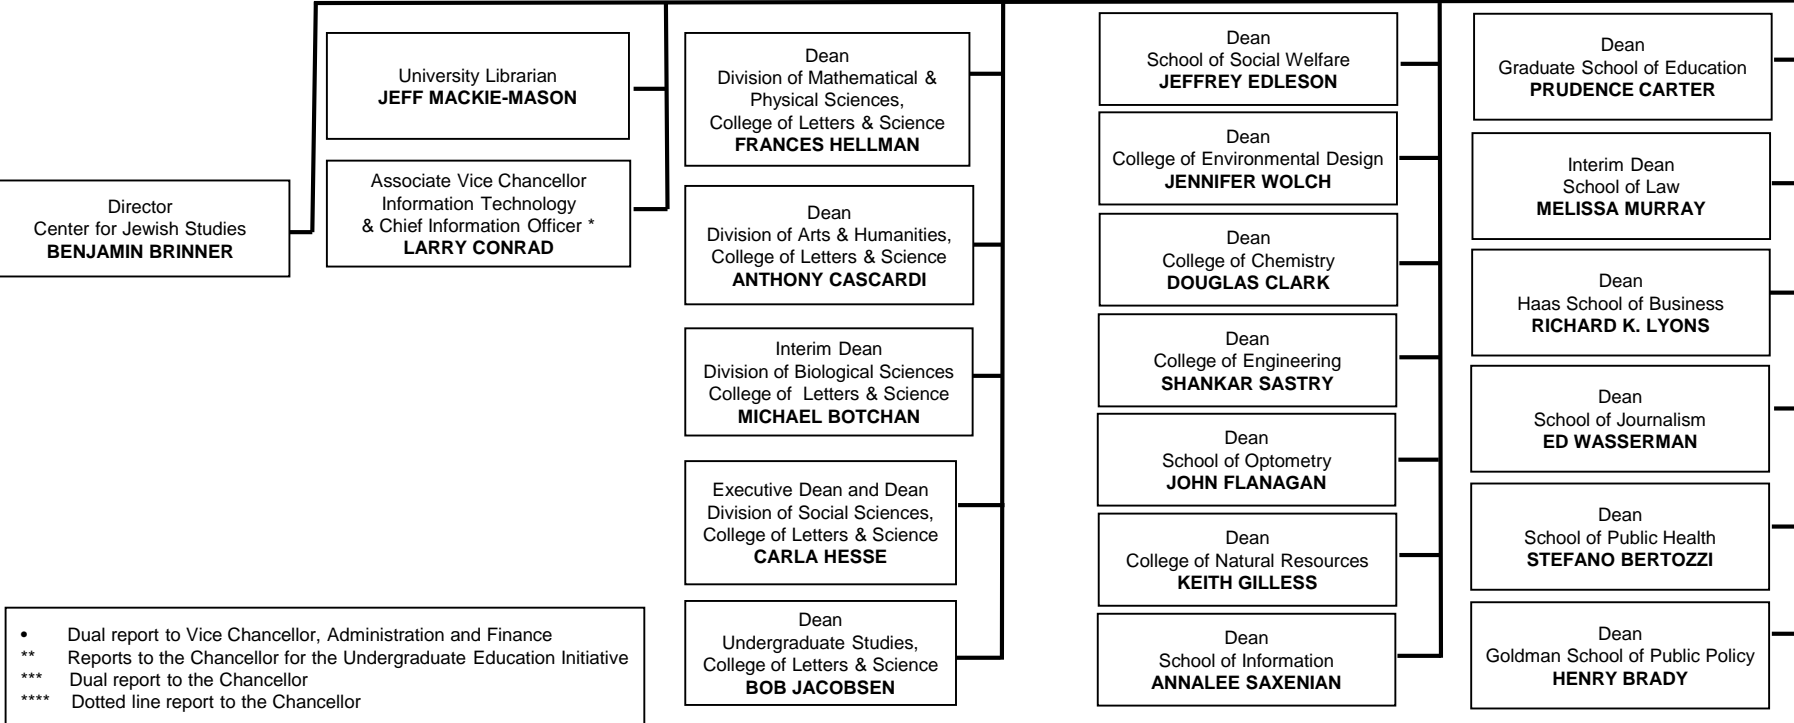 Director
Center for Jewish Studies
BENJAMIN BRINNER
University Librarian
JEFF MACKIE-MASON
Associate Vice Chancellor
Information Technology
& Chief Information Officer *
LARRY CONRAD
Dean
Division of Mathematical &
Physical Sciences,
College of Letters & Science
FRANCES HELLMAN
Dean
Division of Arts & Humanities,
College of Letters & Science
ANTHONY CASCARDI
Interim Dean
Division of Biological Sciences
College of Letters & Science
MICHAEL BOTCHAN
Executive Dean and Dean
Division of Social Sciences,
College of Letters & Science
CARLA HESSE
Dean
Undergraduate Studies,
College of Letters & Science
BOB JACOBSEN
Dean
School of Social Welfare
JEFFREY EDLESON
Dean
College of Environmental Design
JENNIFER WOLCH
Dean
College of Chemistry
DOUGLAS CLARK
Dean
College of Engineering
SHANKAR SASTRY
Dean
School of Optometry
JOHN FLANAGAN
Dean
College of Natural Resources
KEITH GILLESS
Dean
School of Information
ANNALEE SAXENIAN
Dean
Graduate School of Education
PRUDENCE CARTER
Interim Dean
School of Law
MELISSA MURRAY
Dean
Haas School of Business
RICHARD K. LYONS
Dean
School of Journalism
ED WASSERMAN
Dean
School of Public Health
STEFANO BERTOZZI
Dean
Goldman School of Public Policy
HENRY BRADY
• Dual report to Vice Chancellor, Administration and Finance
** Reports to the Chancellor for the Undergraduate Education Initiative
*** Dual report to the Chancellor
**** Dotted line report to the Chancellor